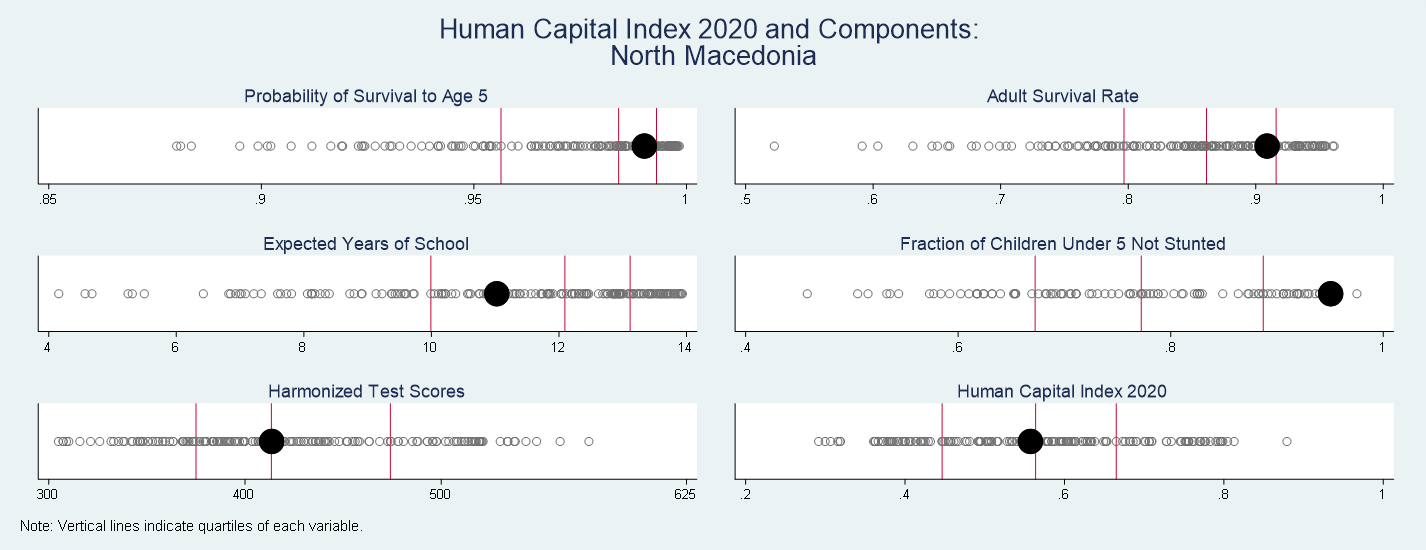 Human Capital Index 2020 and Components:
North Macedonia
Probability of Survival to Age 5
.85 .9 .95 1
Adult Survival Rate
.5 .6 .7 .8 .9 1
Expected Years of School
4 6 8 10 12 14
Fraction of Children Under 5 Not Stunted
.4 .6 .8 1
Harmonized Test Scores
300 400 500 625
Human Capital Index 2020
.2 .4 .6 .8 1
Note: Vertical lines indicate quartiles of each variable.